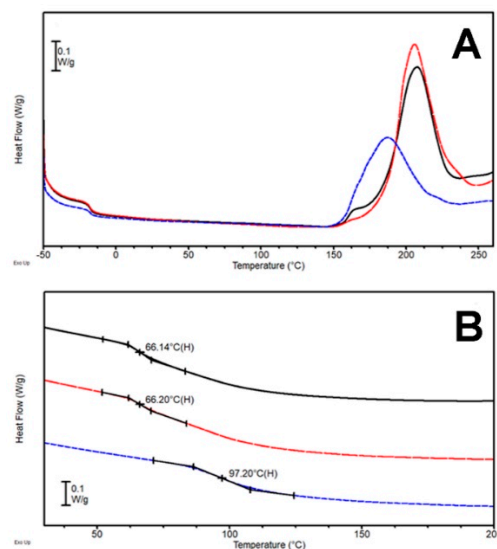 A
0.1
W/g
Heat Flow (W/g)
-50 0 50 100 150 200 250
Exo Up
Temperature (°C)
B
66.14°C(H)
66.20°C(H)
97.20°C(H)
Heat Flow (W/g)
0.1
W/g
50 100 150 200
Exo Up
Temperature (°C)